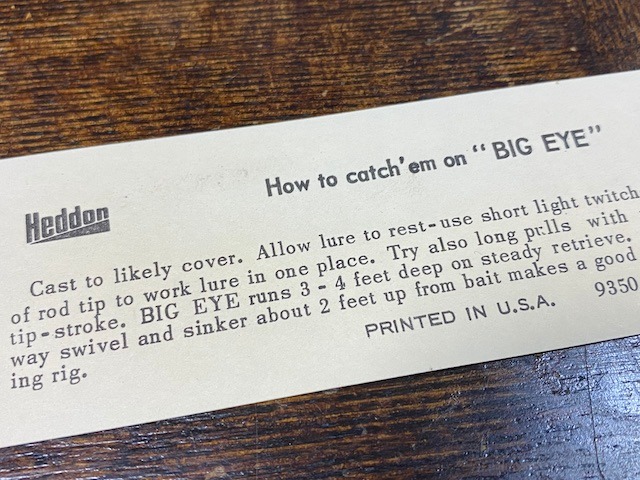 Heddon
How to catch'em on "BIG EYE"
Cast to likely cover. Allow lure to rest-use short light twitch
of rod tip to work lure in one place. Try also long pulls with
tip-stroke. BIG EYE runs 3-4 feet deep on steady retrieve.
way swivel and sinker about 2 feet up from bait makes a good
ing rig.
PRINTED IN U.S.A. 9350